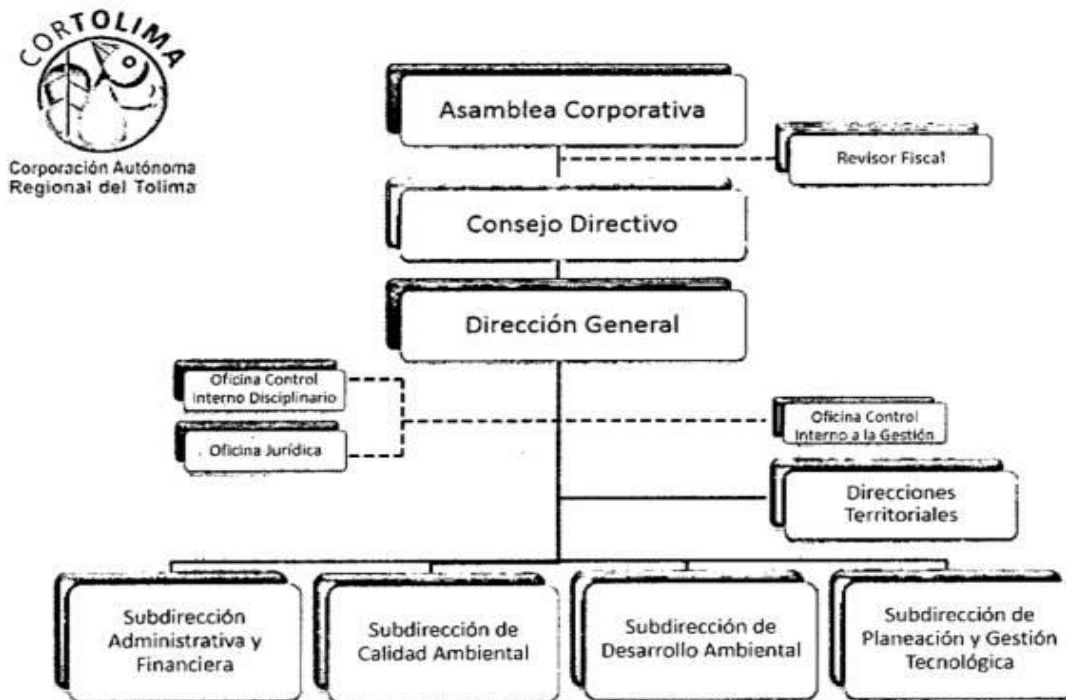 CORTOLIMA
Corporación Autónoma
Regional del Tolima
Asamblea Corporativa
Revisor Fiscal
Consejo Directivo
Dirección General
Oficina Control
Interno Disciplinario
Oficina Jurídica
Oficina Control
Interno a la Gestión
Direcciones
Territoriales
Subdirección
Administrativa y
Financiera
Subdirección de
Calidad Ambiental
Subdirección de
Desarrollo Ambiental
Subdirección de
Planeación y Gestión
Tecnológica